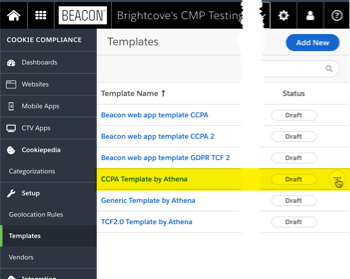 BEACON Brightcove's CMP Testing
COOKIE COMPLIANCE
Dashboards
Websites
Mobile Apps
CTV Apps
Cookiepedia
Categorizations
Setup
Geolocation Rules
Templates
Vendors
Integration
Templates
Add New
Template Name ↑ Status
Beacon web app template CCPA Draft
Beacon web app template CCPA 2 Draft
Beacon web app template GDPR TCF 2 Draft
CCPA Template by Athena Draft
Generic Template by Athena Draft
TCF2.0 Template by Athena Draft